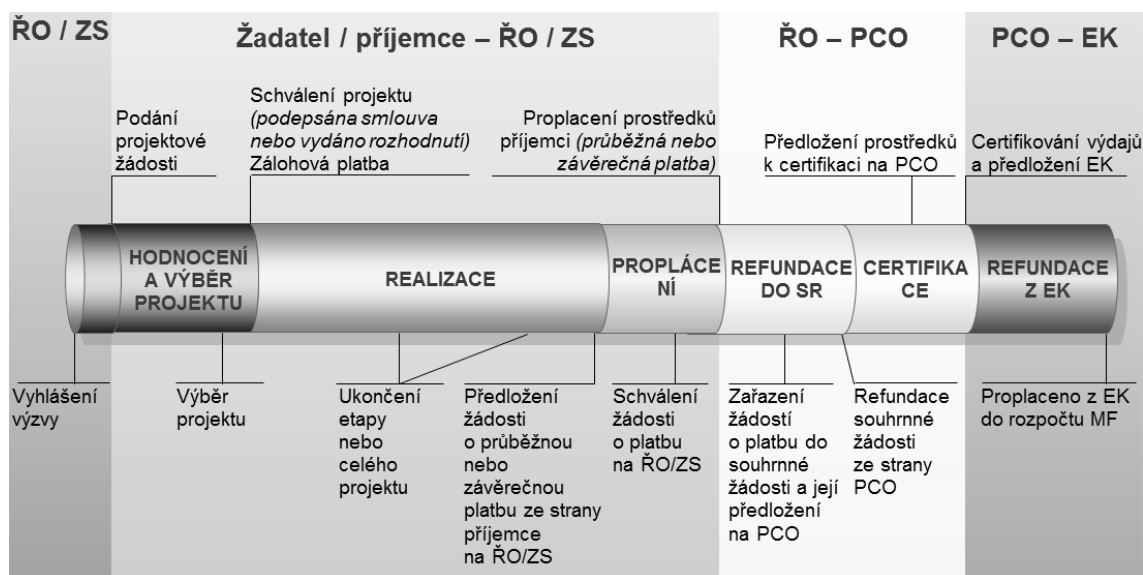 ŘO / ZS
Žadatel / příjemce – ŘO / ZS
ŘO – PCO
PCO – EK
Podání
projektové
žádosti
Schválení projektu
(podepsána smlouva
nebo vydáno rozhodnutí)
Zálohová platba
Proplacení prostředků
příjemci (průběžná nebo
závěrečná platba)
Předložení prostředků
k certifikaci na PCO
Certifikování výdajů
a předložení EK
HODNOCENÍ
A VÝBĚR
PROJEKTU
REALIZACE
PROPLÁCE
NÍ
REFUNDACE
DO SR
CERTIFIKA
CE
REFUNDACE
Z EK
Vyhlášení
výzvy
Výběr
projektu
Ukončení
etapy
nebo
celého
projektu
Předložení
žádosti
o průběžnou
nebo
závěrečnou
platbu ze strany
příjemce
na ŘO/ZS
Schválení
žádosti
o platbu
na ŘO/ZS
Zařazení
žádostí
o platbu do
souhrnné
žádosti a její
předložení
na PCO
Refundace
souhrnné
žádosti
ze strany
PCO
Proplaceno z EK
do rozpočtu MF